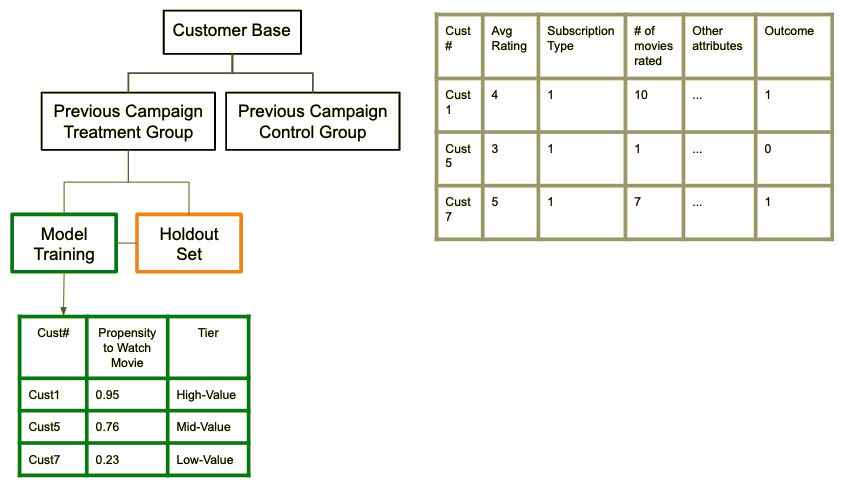 Customer Base
Previous Campaign
Treatment Group
Previous Campaign
Control Group
Model
Training
Holdout
Set
Cust#
Propensity
to Watch
Movie
Tier
Cust1
0.95
High-Value
Cust5
0.76
Mid-Value
Cust7
0.23
Low-Value
Cust
#
Avg
Rating
Subscription
Type
# of
movies
rated
Other
attributes
Outcome
Cust
1
4
1
10
...
1
Cust
5
3
1
1
...
0
Cust
7
5
1
7
...
1